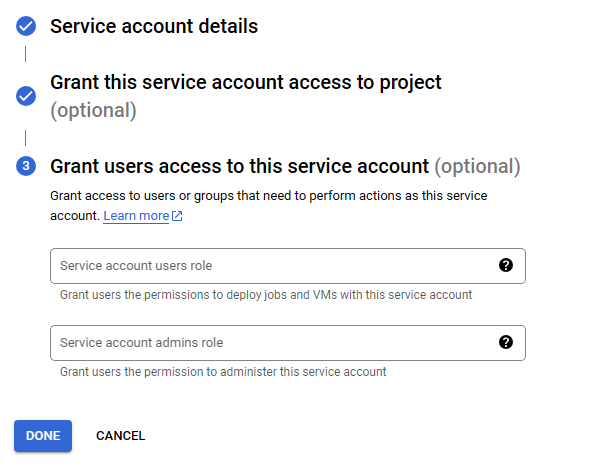 Service account details
Grant this service account access to project
(optional)
3
Grant users access to this service account (optional)
Grant access to users or groups that need to perform actions as this service
account. Learn more
Service account users role
?
Grant users the permissions to deploy jobs and VMs with this service account
Service account admins role
?
Grant users the permission to administer this service account
DONE
CANCEL